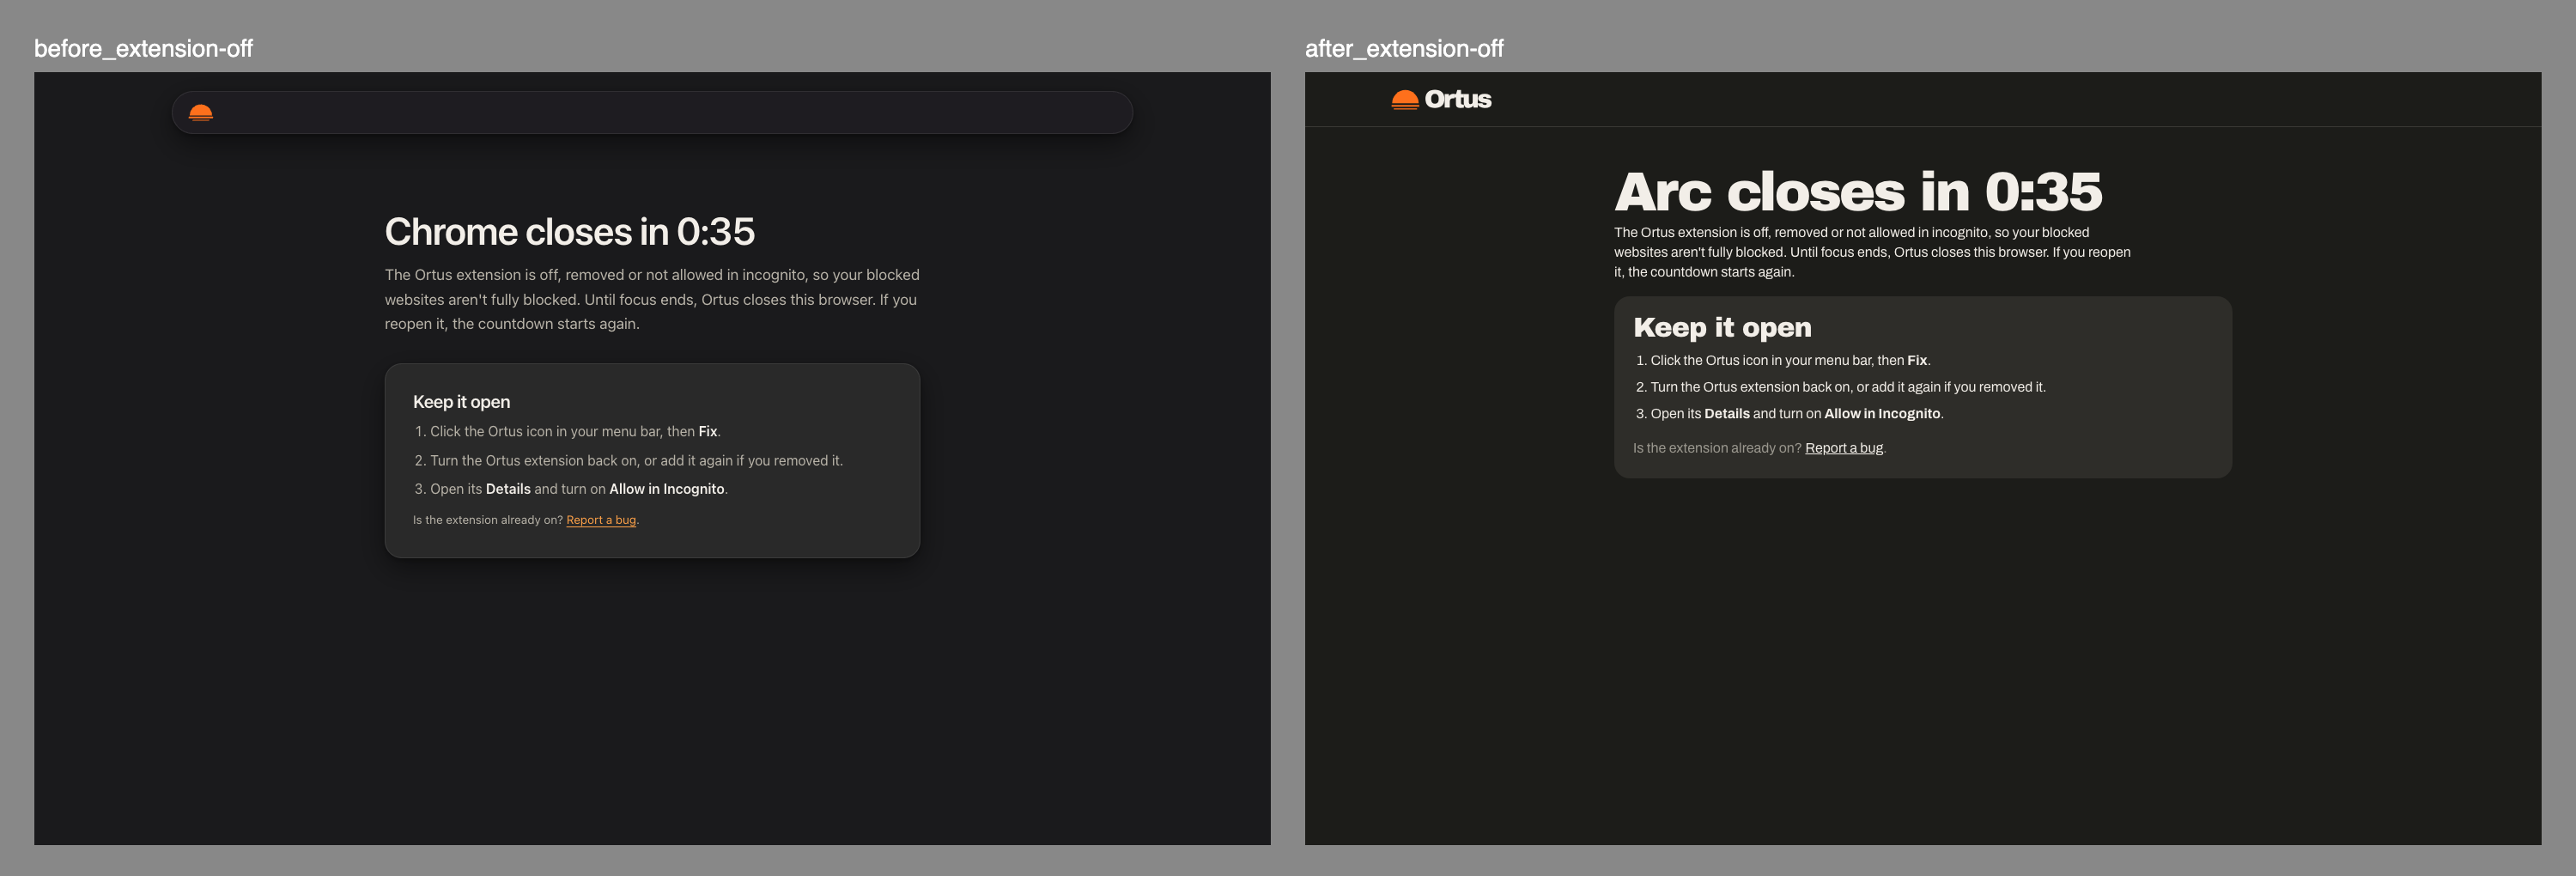 before_extension-off
Chrome closes in 0:35
The Ortus extension is off, removed or not allowed in incognito, so your blocked
websites aren't fully blocked. Until focus ends, Ortus closes this browser. If you
reopen it, the countdown starts again.
Keep it open
1. Click the Ortus icon in your menu bar, then Fix.
2. Turn the Ortus extension back on, or add it again if you removed it.
3. Open its Details and turn on Allow in Incognito.
Is the extension already on? Report a bug.
after_extension-off
Ortus
Arc closes in 0:35
The Ortus extension is off, removed or not allowed in incognito, so your blocked
websites aren't fully blocked. Until focus ends, Ortus closes this browser. If you reopen
it, the countdown starts again.
Keep it open
1. Click the Ortus icon in your menu bar, then Fix.
2. Turn the Ortus extension back on, or add it again if you removed it.
3. Open its Details and turn on Allow in Incognito.
Is the extension already on? Report a bug.